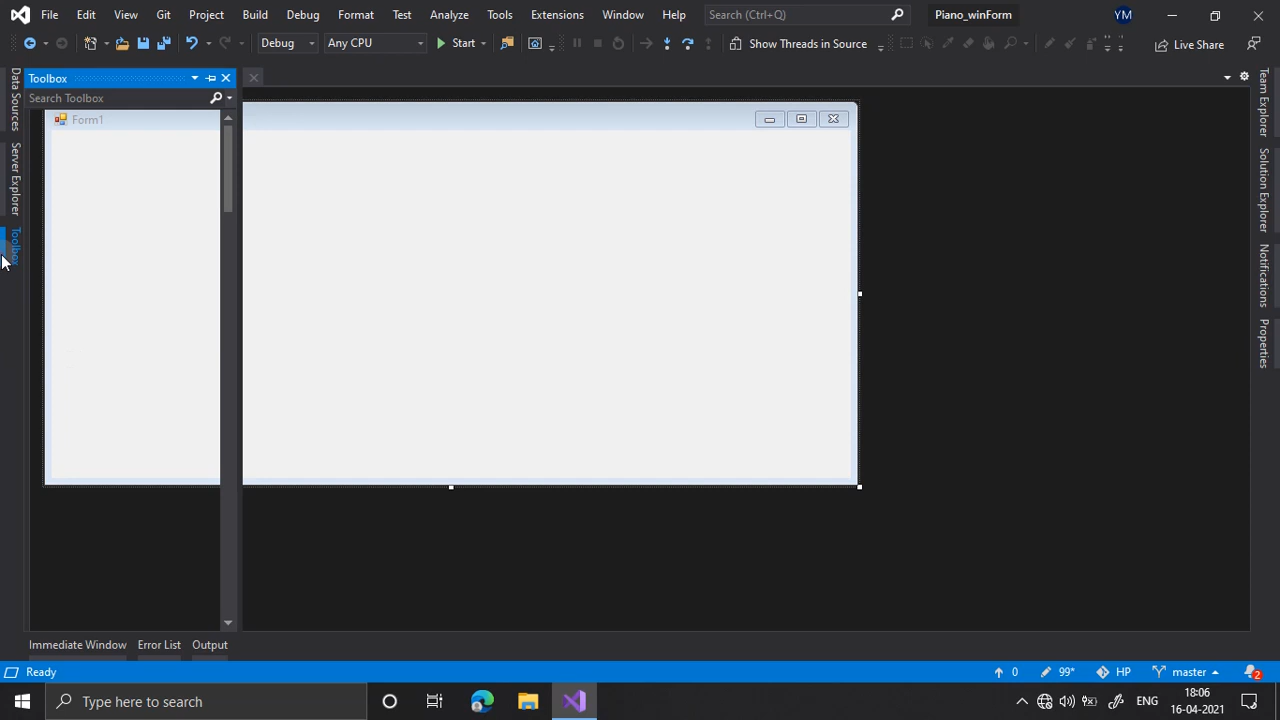 File Edit View Git Project Build Debug Format Test Tools Analyze Extensions Window Help Search (Ctrl+Q) Piano_winForm YM
Debug Any CPU Start Show Threads in Source Live Share
Toolbox
Search Toolbox
Form1
Data Sources
Server Explorer
Toolbox
Team Explorer
Solution Explorer
Notifications
Properties
Immediate Window Error List Output
Ready 0 99* HP master 2
Type here to search ENG 18:06
16-04-2021